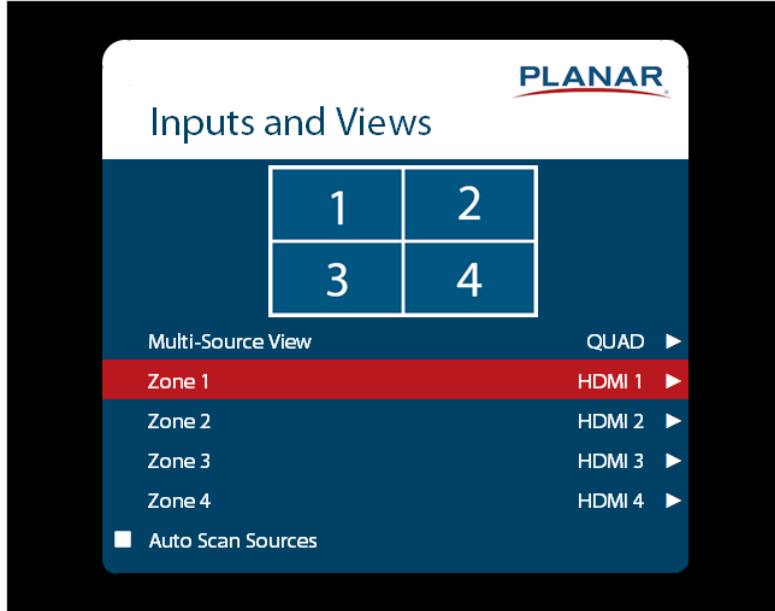 PLANAR
Inputs and Views
1 2
3 4
Multi-Source View QUAD
Zone 1 HDMI 1
Zone 2 HDMI 2
Zone 3 HDMI 3
Zone 4 HDMI 4
Auto Scan Sources